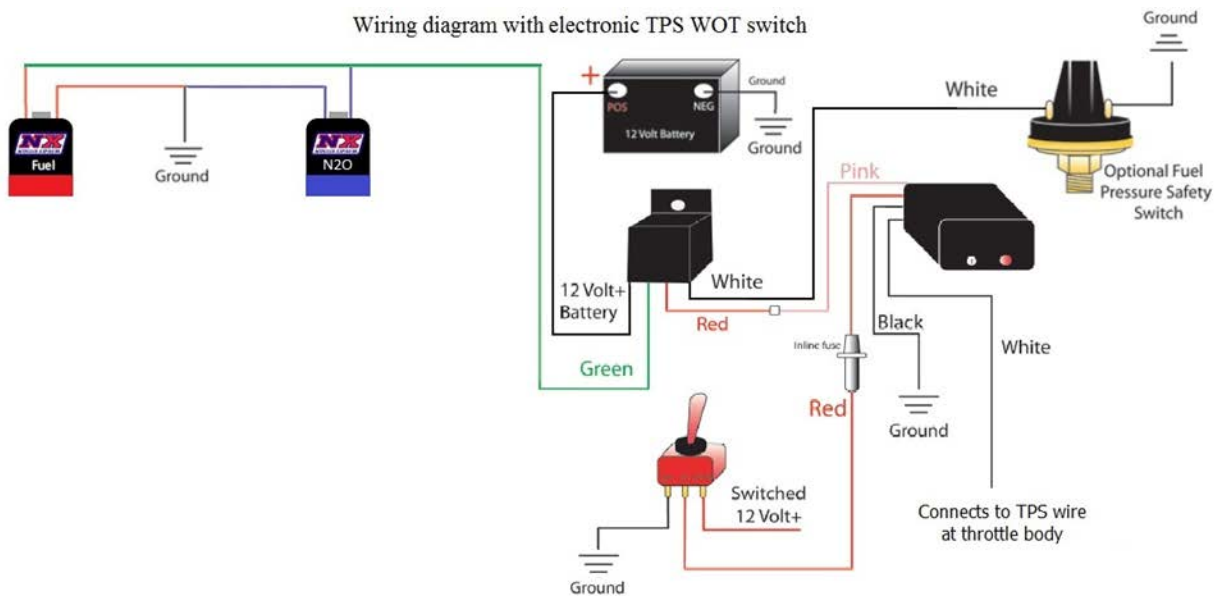 Wiring diagram with electronic TPS WOT switch
Ground
+
POS
NEG
Ground
12 Volt Battery
Ground
White
NX
Fuel
NX
N2O
Ground
Pink
Optional Fuel
Pressure Safety
Switch
12 Volt+
Battery
White
Red
Black
White
Inline fuse
Green
Red
Ground
Switched
12 Volt+
Connects to TPS wire
at throttle body
Ground